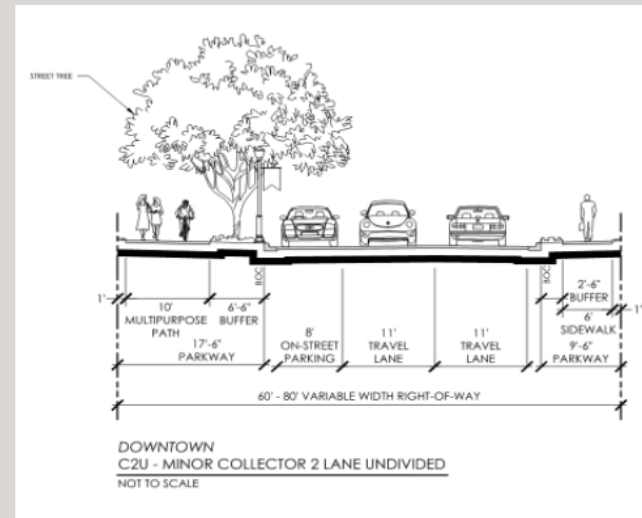 STREET TREE
BOC
BOC
1'
10'
MULTIPURPOSE
PATH
6'-6"
BUFFER
17'-6"
PARKWAY
8'
ON-STREET
PARKING
11'
TRAVEL
LANE
11'
TRAVEL
LANE
2'-6"
BUFFER
1'
6'
SIDEWALK
9'-6"
PARKWAY
60' - 80' VARIABLE WIDTH RIGHT-OF-WAY
DOWNTOWN
C2U - MINOR COLLECTOR 2 LANE UNDIVIDED
NOT TO SCALE